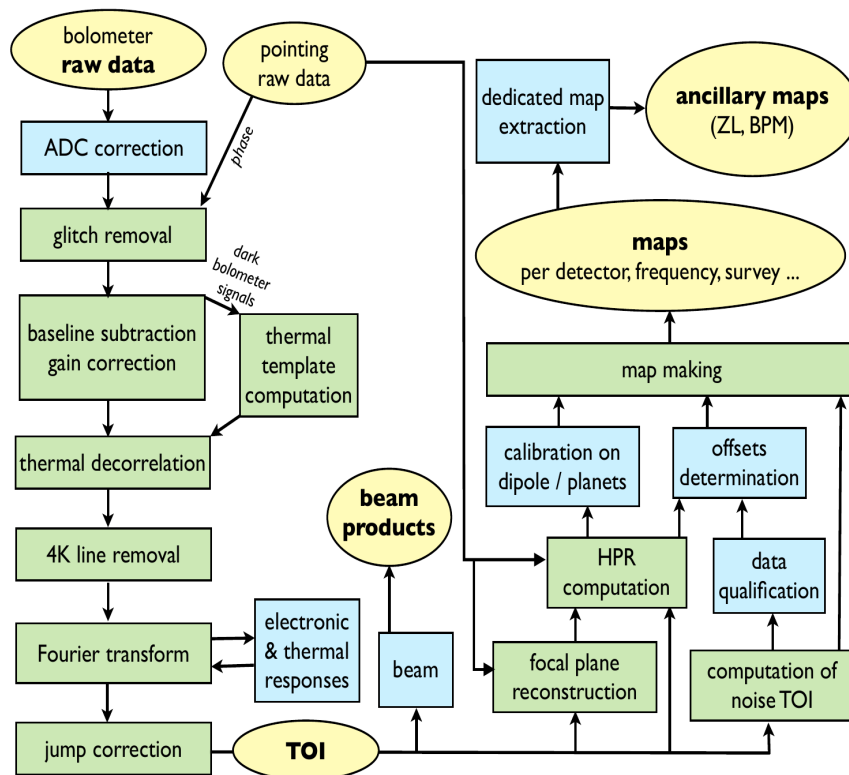 bolometer
raw data
pointing
raw data
phase
ADC correction
glitch removal
dark
bolometer
signals
baseline subtraction
gain correction
thermal
template
computation
thermal decorrelation
4K line removal
Fourier transform
electronic
& thermal
responses
jump correction
TOI
beam
products
beam
dedicated map
extraction
ancillary maps
(ZL, BPM)
maps
per detector, frequency, survey ...
map making
calibration on
dipole / planets
offsets
determination
HPR
computation
data
qualification
focal plane
reconstruction
computation of
noise TOI